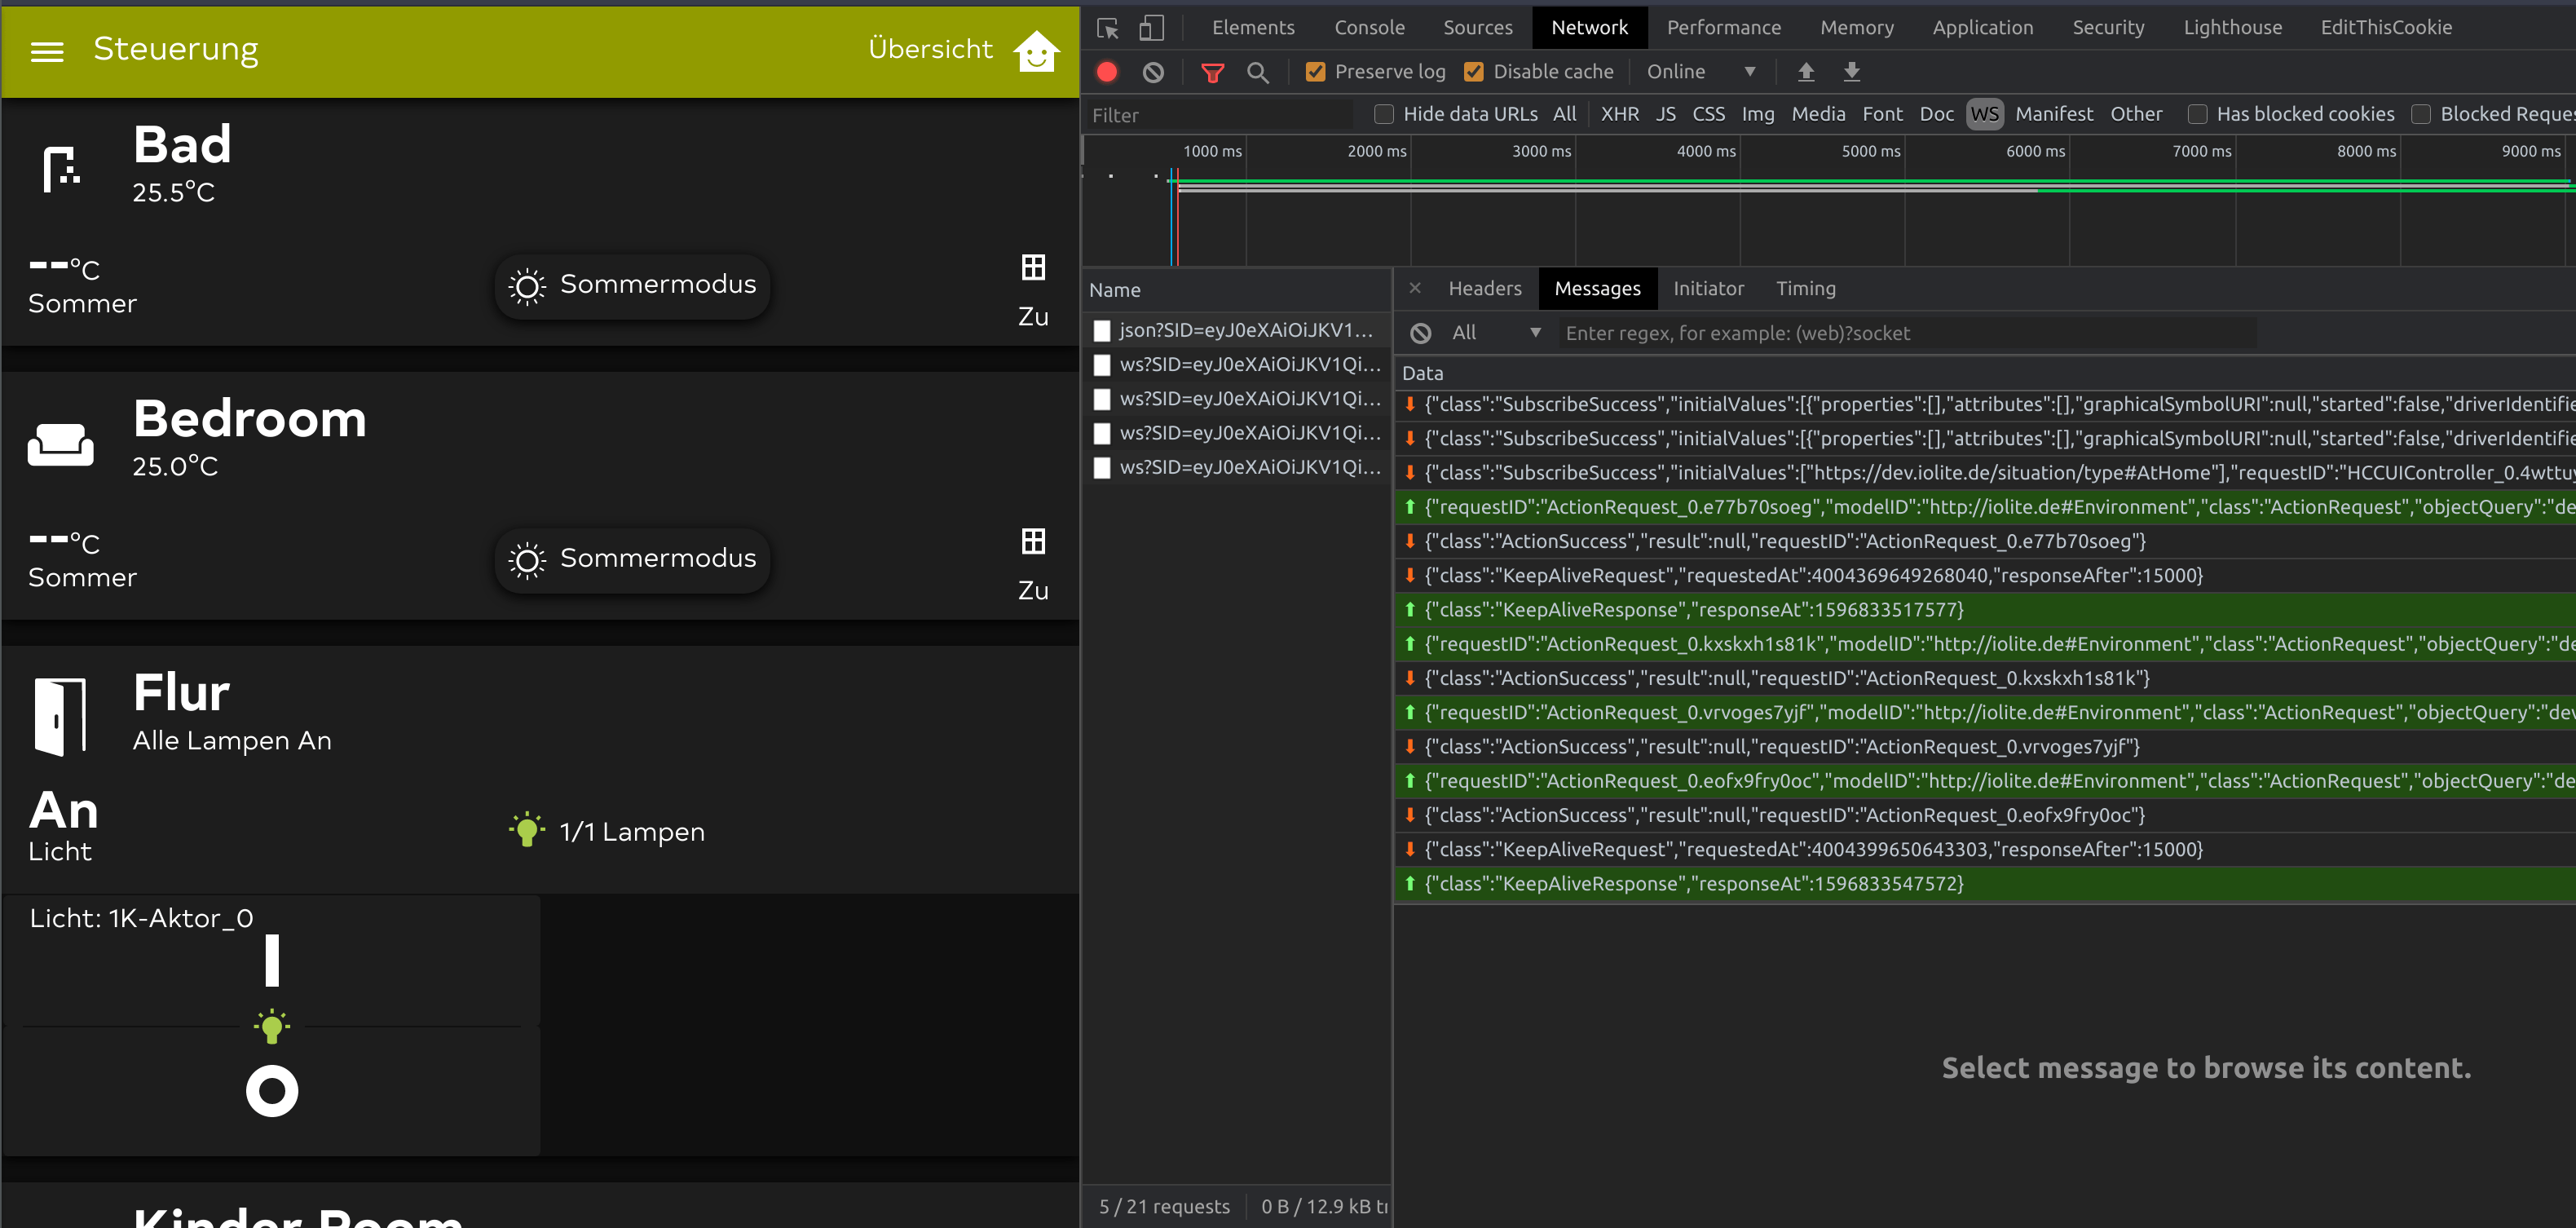 Steuerung
Übersicht
Bad
25.5°C
--°C
Sommer
Sommermodus
Zu
Bedroom
25.0°C
--°C
Sommer
Sommermodus
Zu
Flur
Alle Lampen An
An
Licht
1/1 Lampen
Licht: 1K-Aktor_0
Kinder Room
Elements Console Sources Network Performance Memory Application Security Lighthouse EditThisCookie
Preserve log Disable cache Online
Filter Hide data URLs All XHR JS CSS Img Media Font Doc WS Manifest Other Has blocked cookies Blocked Reque
1000 ms 2000 ms 3000 ms 4000 ms 5000 ms 6000 ms 7000 ms 8000 ms 9000 ms
Name
json?SID=eyJ0eXAiOiJKV1...
ws?SID=eyJ0eXAiOiJKV1Qi...
ws?SID=eyJ0eXAiOiJKV1Qi...
ws?SID=eyJ0eXAiOiJKV1Qi...
ws?SID=eyJ0eXAiOiJKV1Qi...
5 / 21 requests 0 B / 12.9 kB tr
× Headers Messages Initiator Timing
All Enter regex, for example: (web)?socket
Data
{"class":"SubscribeSuccess","initialValues":[{"properties":[],"attributes":[],"graphicalSymbolURI":null,"started":false,"driverIdentifie
{"class":"SubscribeSuccess","initialValues":[{"properties":[],"attributes":[],"graphicalSymbolURI":null,"started":false,"driverIdentifie
{"class":"SubscribeSuccess","initialValues":["https://dev.iolite.de/situation/type#AtHome"],"requestID":"HCCUIController_0.4wttuy
{"requestID":"ActionRequest_0.e77b70soeg","modelID":"http://iolite.de#Environment","class":"ActionRequest","objectQuery":"de
{"class":"ActionSuccess","result":null,"requestID":"ActionRequest_0.e77b70soeg"}
{"class":"KeepAliveRequest","requestedAt":4004369649268040,"responseAfter":15000}
{"class":"KeepAliveResponse","responseAt":1596833517577}
{"requestID":"ActionRequest_0.kxskxh1s81k","modelID":"http://iolite.de#Environment","class":"ActionRequest","objectQuery":"de
{"class":"ActionSuccess","result":null,"requestID":"ActionRequest_0.kxskxh1s81k"}
{"requestID":"ActionRequest_0.vrvoges7yjf","modelID":"http://iolite.de#Environment","class":"ActionRequest","objectQuery":"dev
{"class":"ActionSuccess","result":null,"requestID":"ActionRequest_0.vrvoges7yjf"}
{"requestID":"ActionRequest_0.eofx9fry0oc","modelID":"http://iolite.de#Environment","class":"ActionRequest","objectQuery":"de
{"class":"ActionSuccess","result":null,"requestID":"ActionRequest_0.eofx9fry0oc"}
{"class":"KeepAliveRequest","requestedAt":4004399650643303,"responseAfter":15000}
{"class":"KeepAliveResponse","responseAt":1596833547572}
Select message to browse its content.